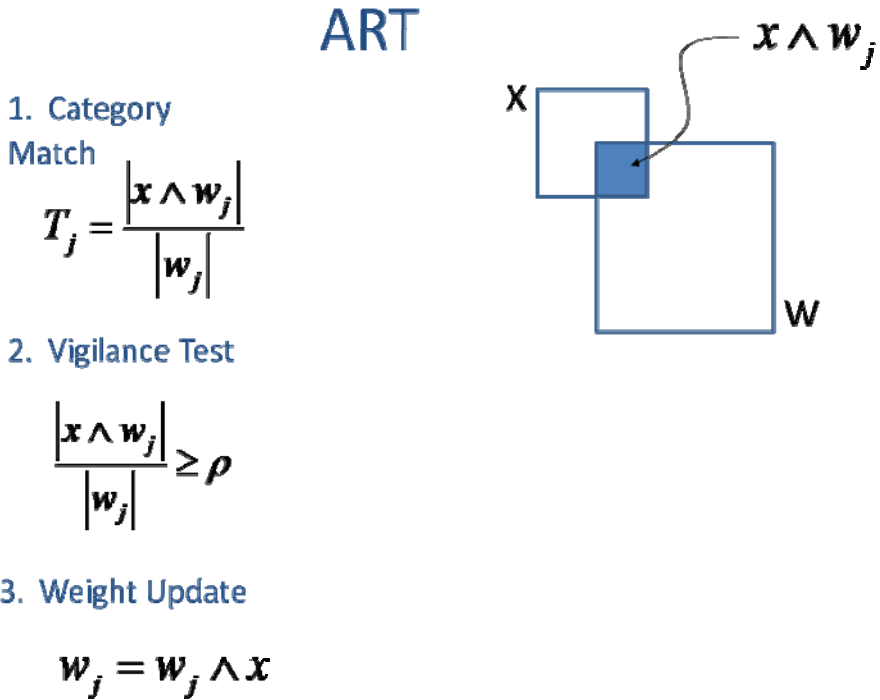 ART
1. Category
Match
T_j = |x ∧ w_j| / |w_j|
2. Vigilance Test
|x ∧ w_j| / |w_j| ≥ ρ
3. Weight Update
w_j = w_j ∧ x
x ∧ w_j
X
W